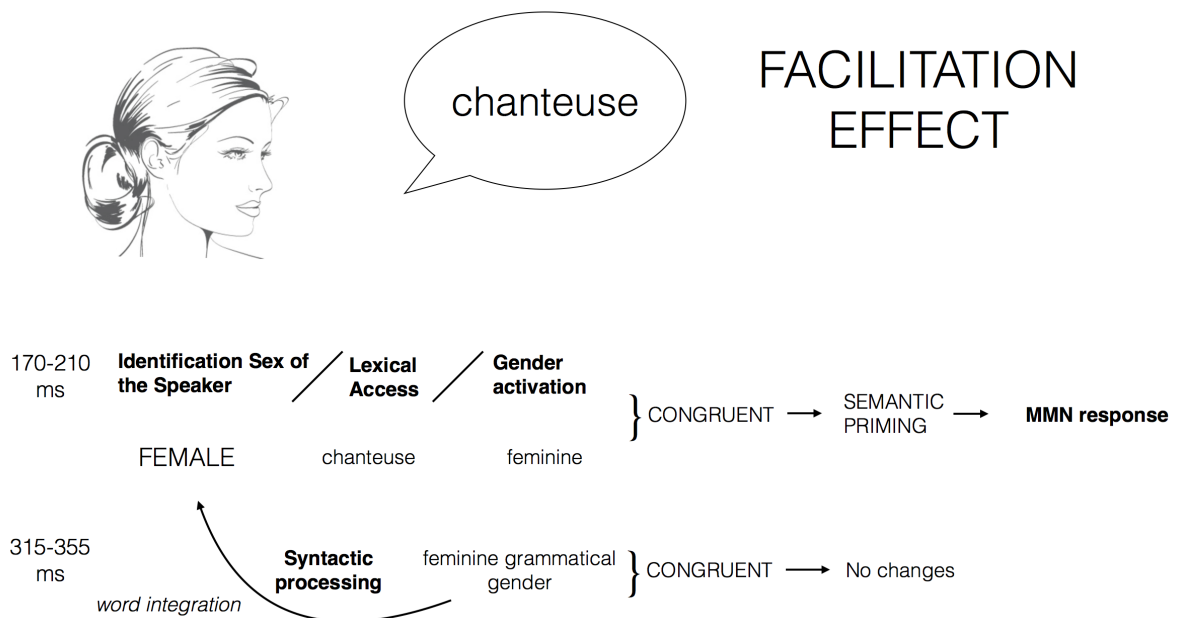 chanteuse
FACILITATION
EFFECT
170-210
ms
Identification Sex of
the Speaker
Lexical
Access
Gender
activation
} CONGRUENT
SEMANTIC
PRIMING
MMN response
FEMALE
chanteuse
feminine
315-355
ms
word integration
Syntactic
processing
feminine grammatical
gender
} CONGRUENT
No changes